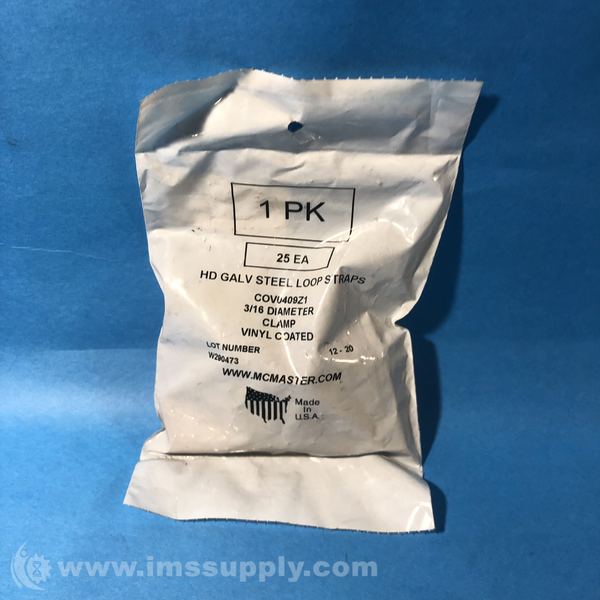 1 PK
25 EA
HD GALV STEEL LOOP STRAPS
COV0409Z1
3/16 DIAMETER
CLAMP
VINYL COATED
LOT NUMBER 12 - 20
W290473
WWW.MCMASTER.COM
Made
In
U.S.A.
www.imssupply.com